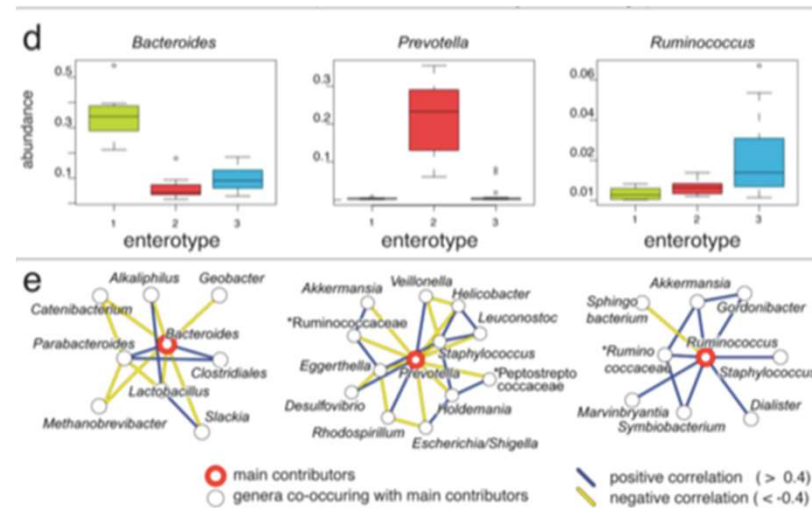 d
Bacteroides
Prevotella
Ruminococcus
abundance
0.5
0.3
0.1
1 2 3
enterotype
0.3
0.2
0.1
1 2 3
enterotype
0.06
0.04
0.02
0.01
1 2 3
enterotype
e
Alkaliphilus
Geobacter
Catenibacterium
Bacteroides
Parabacteroides
Clostridiales
Lactobacillus
Methanobrevibacter
Slackia
Veillonella
Akkermansia
Helicobacter
*Ruminococcaceae
Leuconostoc
Staphylococcus
Eggerthella
Prevotella
*Peptostrepto
coccaceae
Desulfovibrio
Holdemania
Rhodospirillum
Escherichia/Shigella
Akkermansia
Sphingo
bacterium
Gordonibacter
Ruminococcus
*Rumino
coccaceae
Staphylococcus
Marvinbryantia
Dialister
Symbiobacterium
main contributors
genera co-occuring with main contributors
positive correlation ( > 0.4)
negative correlation ( < -0.4)